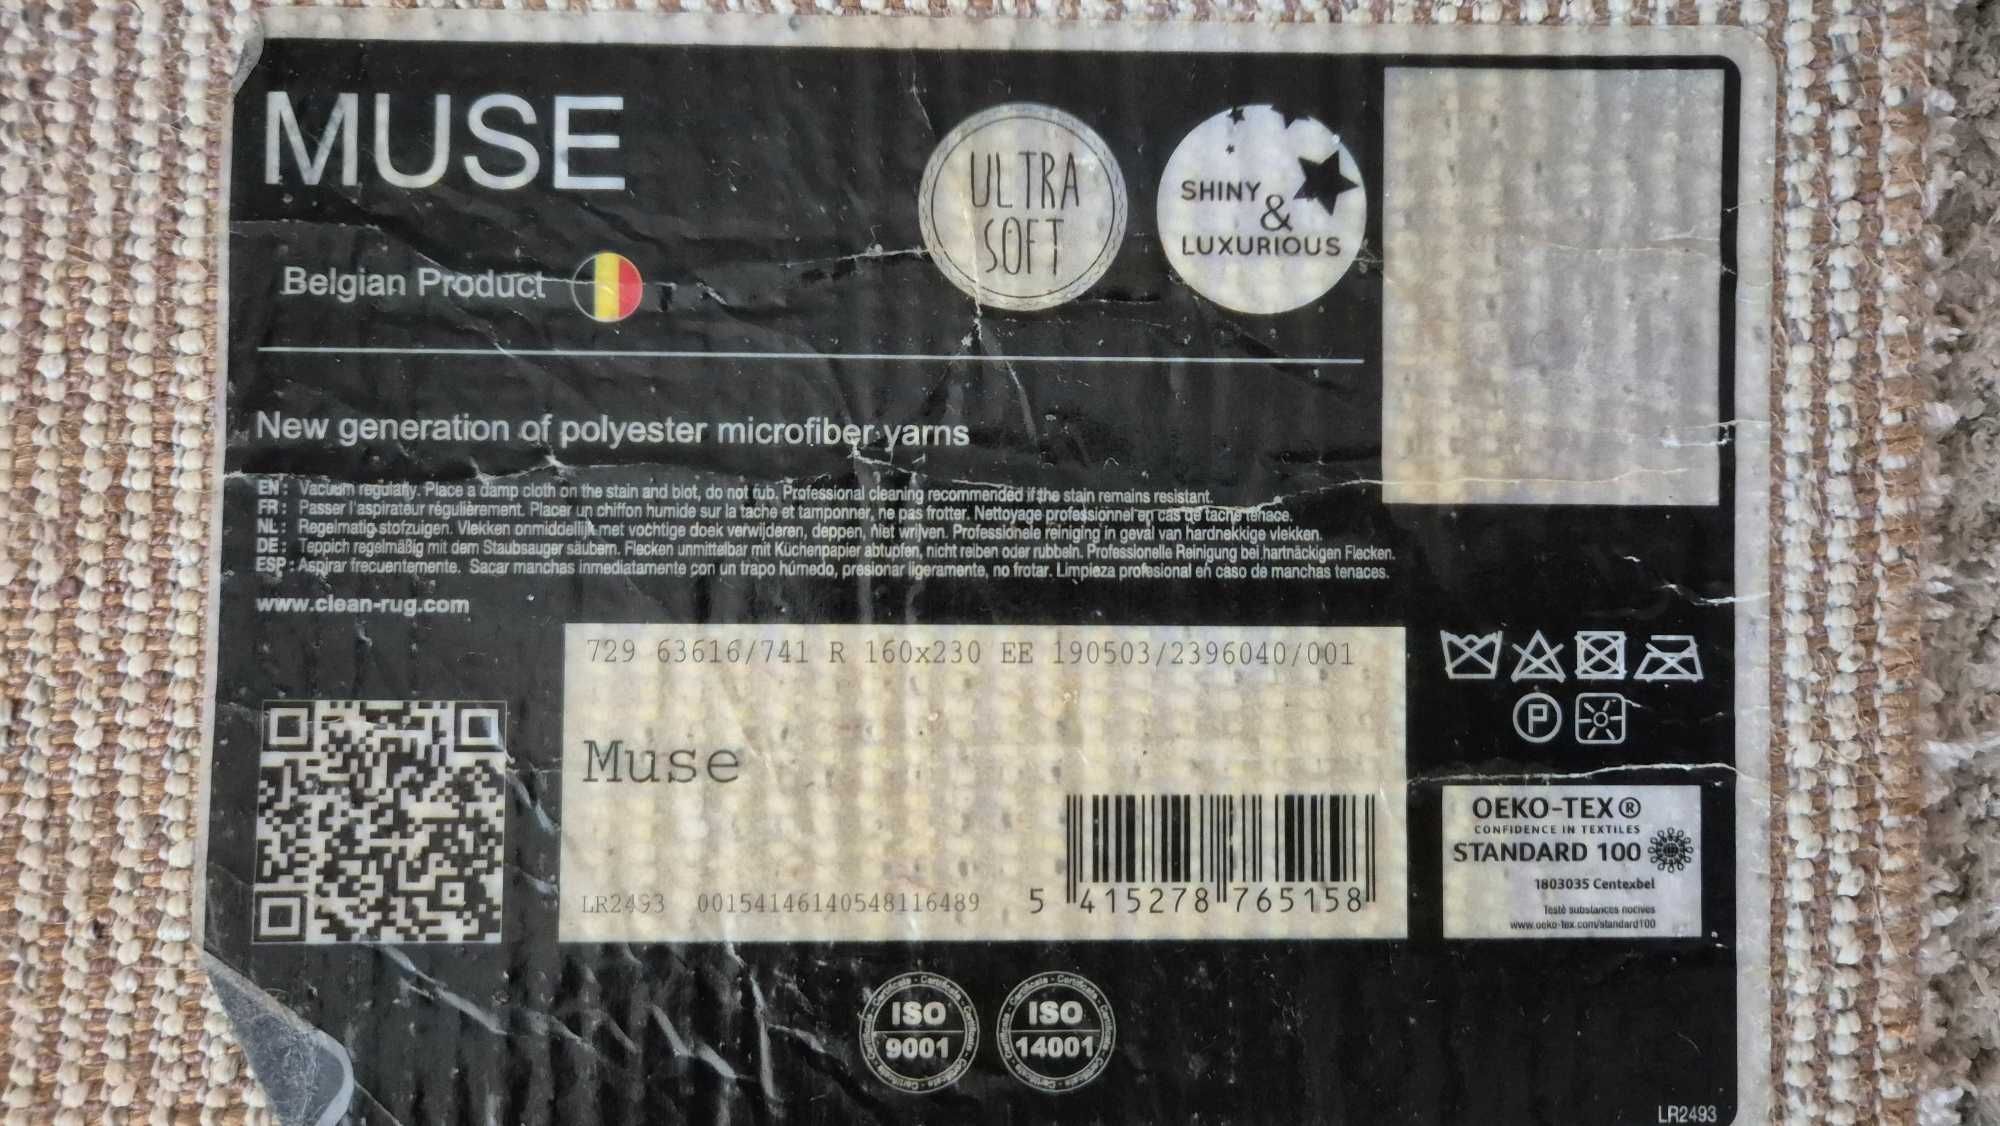 MUSE
ULTRA
SOFT
SHINY
&
LUXURIOUS
Belgian Product
New generation of polyester microfiber yarns
EN : Vacuum regularly. Place a damp cloth on the stain and blot, do not rub. Professional cleaning recommended if the stain remains resistant.
FR : Passer l'aspirateur régulièrement. Placer un chiffon humide sur la tache et tamponner, ne pas frotter. Nettoyage professionnel en cas de tache tenace.
NL : Regelmatig stofzuigen. Vlekken onmiddellijk met vochtige doek verwijderen, deppen, niet wrijven. Professionele reiniging in geval van hardnekkige vlekken.
DE : Teppich regelmäßig mit dem Staubsauger säubern. Flecken unmittelbar mit Küchenpapier abtupfen, nicht reiben oder rubbeln. Professionelle Reinigung bei hartnäckigen Flecken.
ESP : Aspirar frecuentemente. Sacar manchas inmediatamente con un trapo húmedo, presionar ligeramente, no frotar. Limpieza profesional en caso de manchas tenaces.
www.clean-rug.com
729 63616/741 R 160x230 EE 190503/2396040/001
Muse
LR2493 00154146140548116489
5 415278 765158
P
OEKO-TEX®
CONFIDENCE IN TEXTILES
STANDARD 100
1803035 Centexbel
Testé substances nocives
www.oeko-tex.com/standard100
ISO
9001
ISO
14001
LR2493